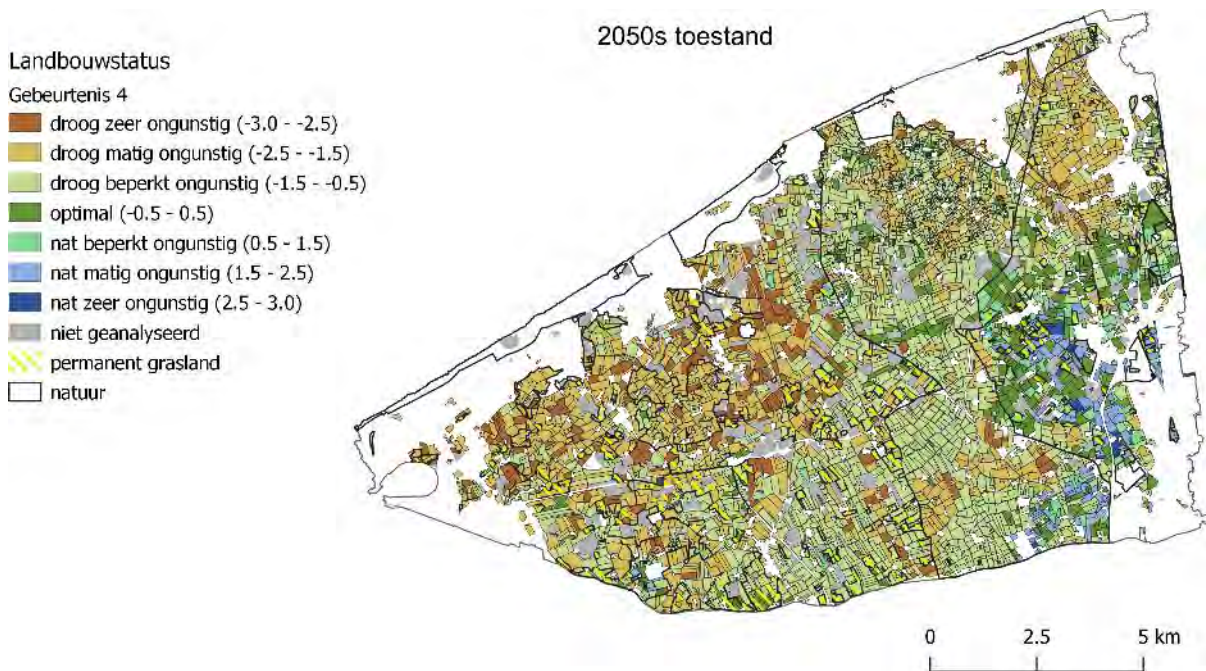 2050s toestand
Landbouwstatus
Gebeurtenis 4
droog zeer ongunstig (-3.0 - -2.5)
droog matig ongunstig (-2.5 - -1.5)
droog beperkt ongunstig (-1.5 - -0.5)
optimal (-0.5 - 0.5)
nat beperkt ongunstig (0.5 - 1.5)
nat matig ongunstig (1.5 - 2.5)
nat zeer ongunstig (2.5 - 3.0)
niet geanalyseerd
permanent grasland
natuur
0 2.5 5 km